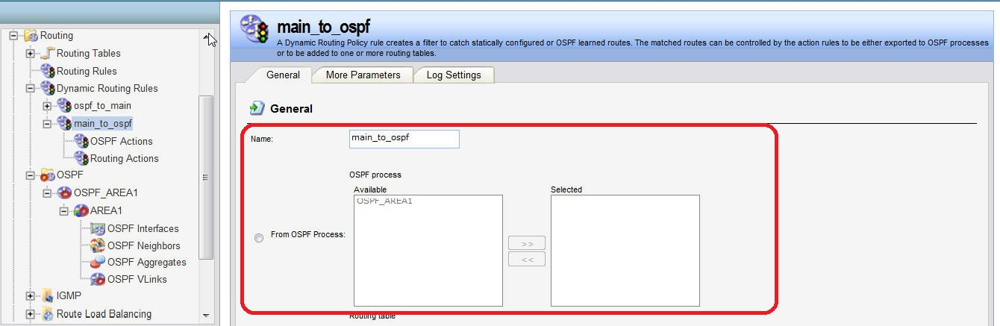 Routing
Routing Tables
Routing Rules
Dynamic Routing Rules
ospf_to_main
main_to_ospf
OSPF Actions
Routing Actions
OSPF
OSPF_AREA1
AREA1
OSPF Interfaces
OSPF Neighbors
OSPF Aggregates
OSPF VLinks
IGMP
Route Load Balancing
main_to_ospf
A Dynamic Routing Policy rule creates a filter to catch statically configured or OSPF learned routes. The matched routes can be controlled by the action rules to be either exported to OSPF processes
or to be added to one or more routing tables.
General More Parameters Log Settings
General
Name: main_to_ospf
OSPF process
Available Selected
OSPF_AREA1
From OSPF Process:
>>
<<
Routing table